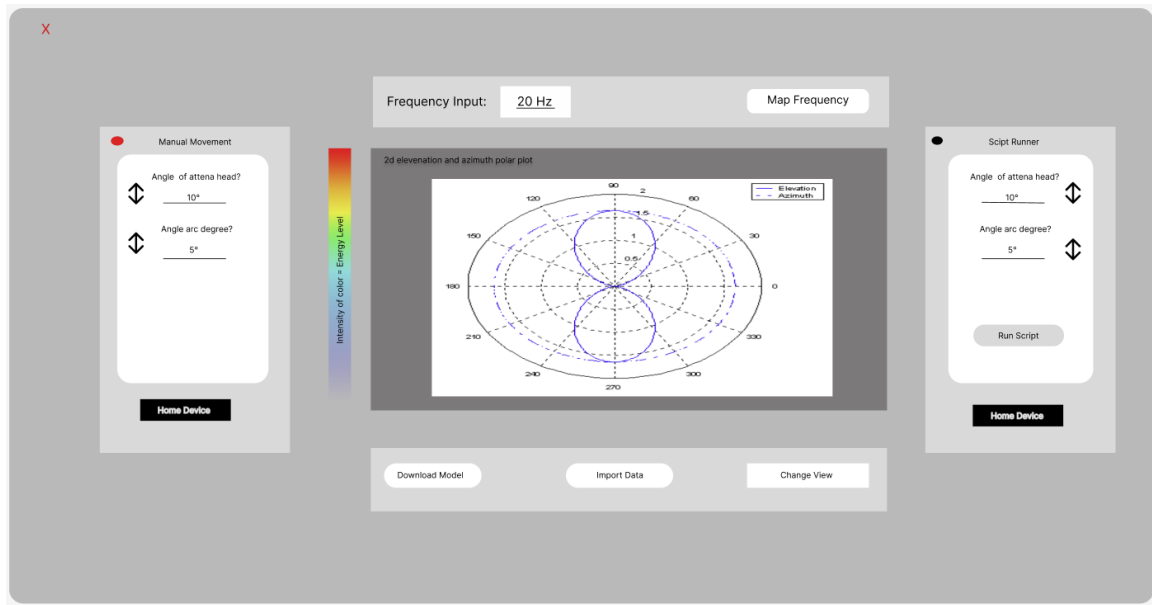 X
Frequency Input:
20 Hz
Map Frequency
Manual Movement
Angle of attena head?
10°
Angle arc degree?
5°
Home Device
Intensity of color = Energy Level
2d elevenation and azimuth polar plot
90
2
120
60
1.5
150
1
30
0.5
180
0
210
330
240
300
270
Elevation
Azimuth
Scipt Runner
Angle of attena head?
10°
Angle arc degree?
5°
Run Script
Home Device
Download Model
Import Data
Change View